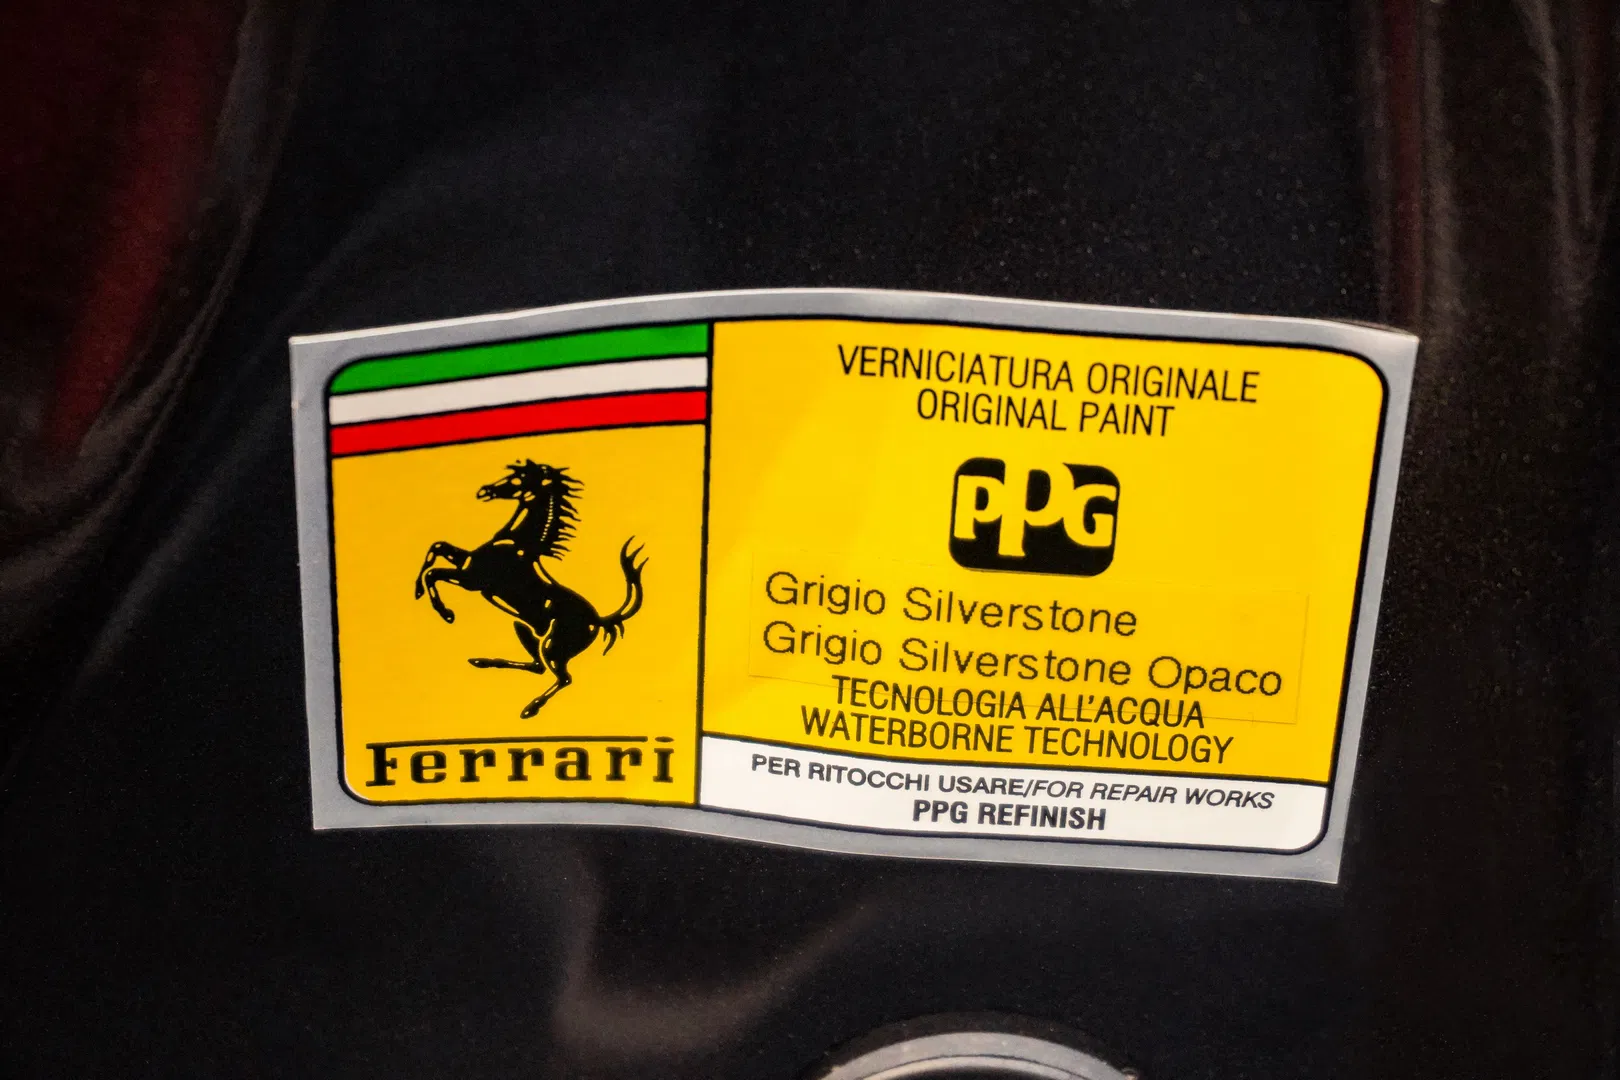 Ferrari
VERNICIATURA ORIGINALE
ORIGINAL PAINT
PPG
Grigio Silverstone
Grigio Silverstone Opaco
TECNOLOGIA ALL'ACQUA
WATERBORNE TECHNOLOGY
PER RITOCCHI USARE/FOR REPAIR WORKS
PPG REFINISH